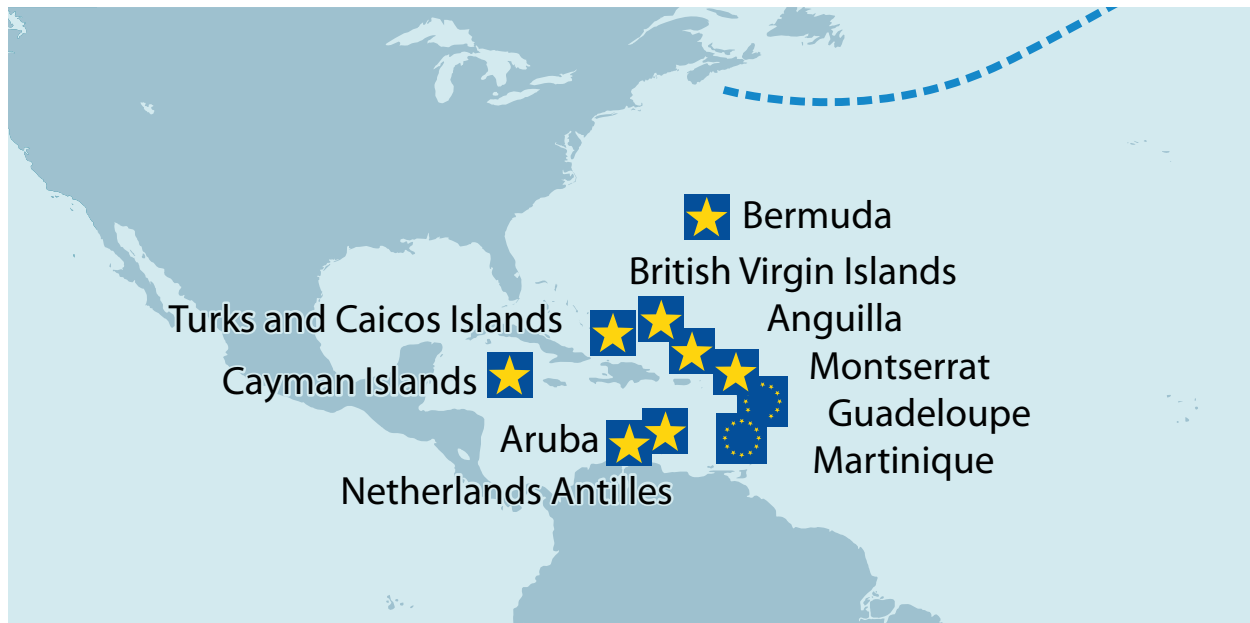 Bermuda
British Virgin Islands
Turks and Caicos Islands
Anguilla
Montserrat
Cayman Islands
Guadeloupe
Aruba
Martinique
Netherlands Antilles